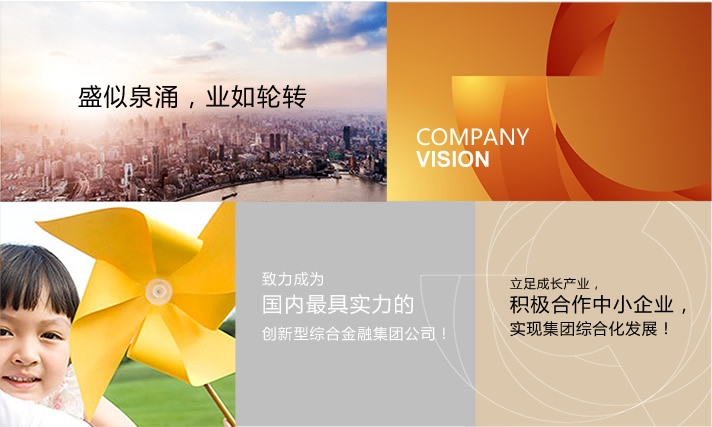 盛似泉涌，业如轮转
COMPANY
VISION
致力成为
国内最具实力的
创新型综合金融集团公司！
立足成长产业，
积极合作中小企业，
实现集团综合化发展！